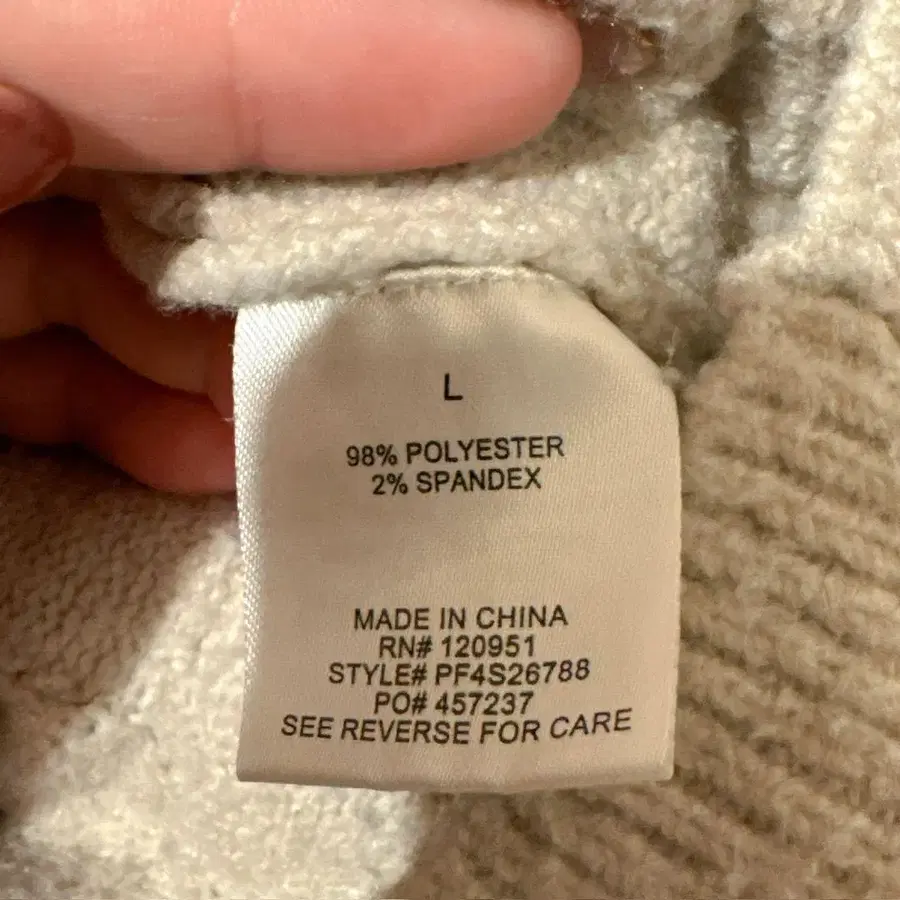 L
98% POLYESTER
2% SPANDEX
MADE IN CHINA
RN# 120951
STYLE# PF4S26788
PO# 457237
SEE REVERSE FOR CARE